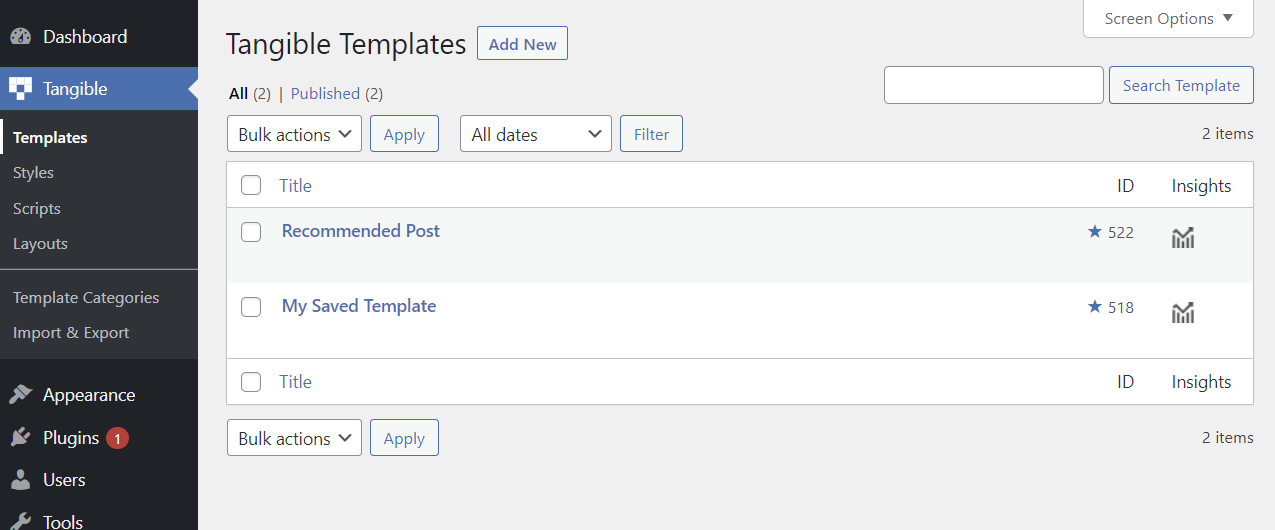 Dashboard
Tangible
Templates
Styles
Scripts
Layouts
Template Categories
Import & Export
Appearance
Plugins 1
Users
Tools
Screen Options
Tangible Templates Add New
All (2) | Published (2)
Search Template
Bulk actions Apply All dates Filter 2 items
Title ID Insights
Recommended Post 522
My Saved Template 518
Title ID Insights
Bulk actions Apply 2 items